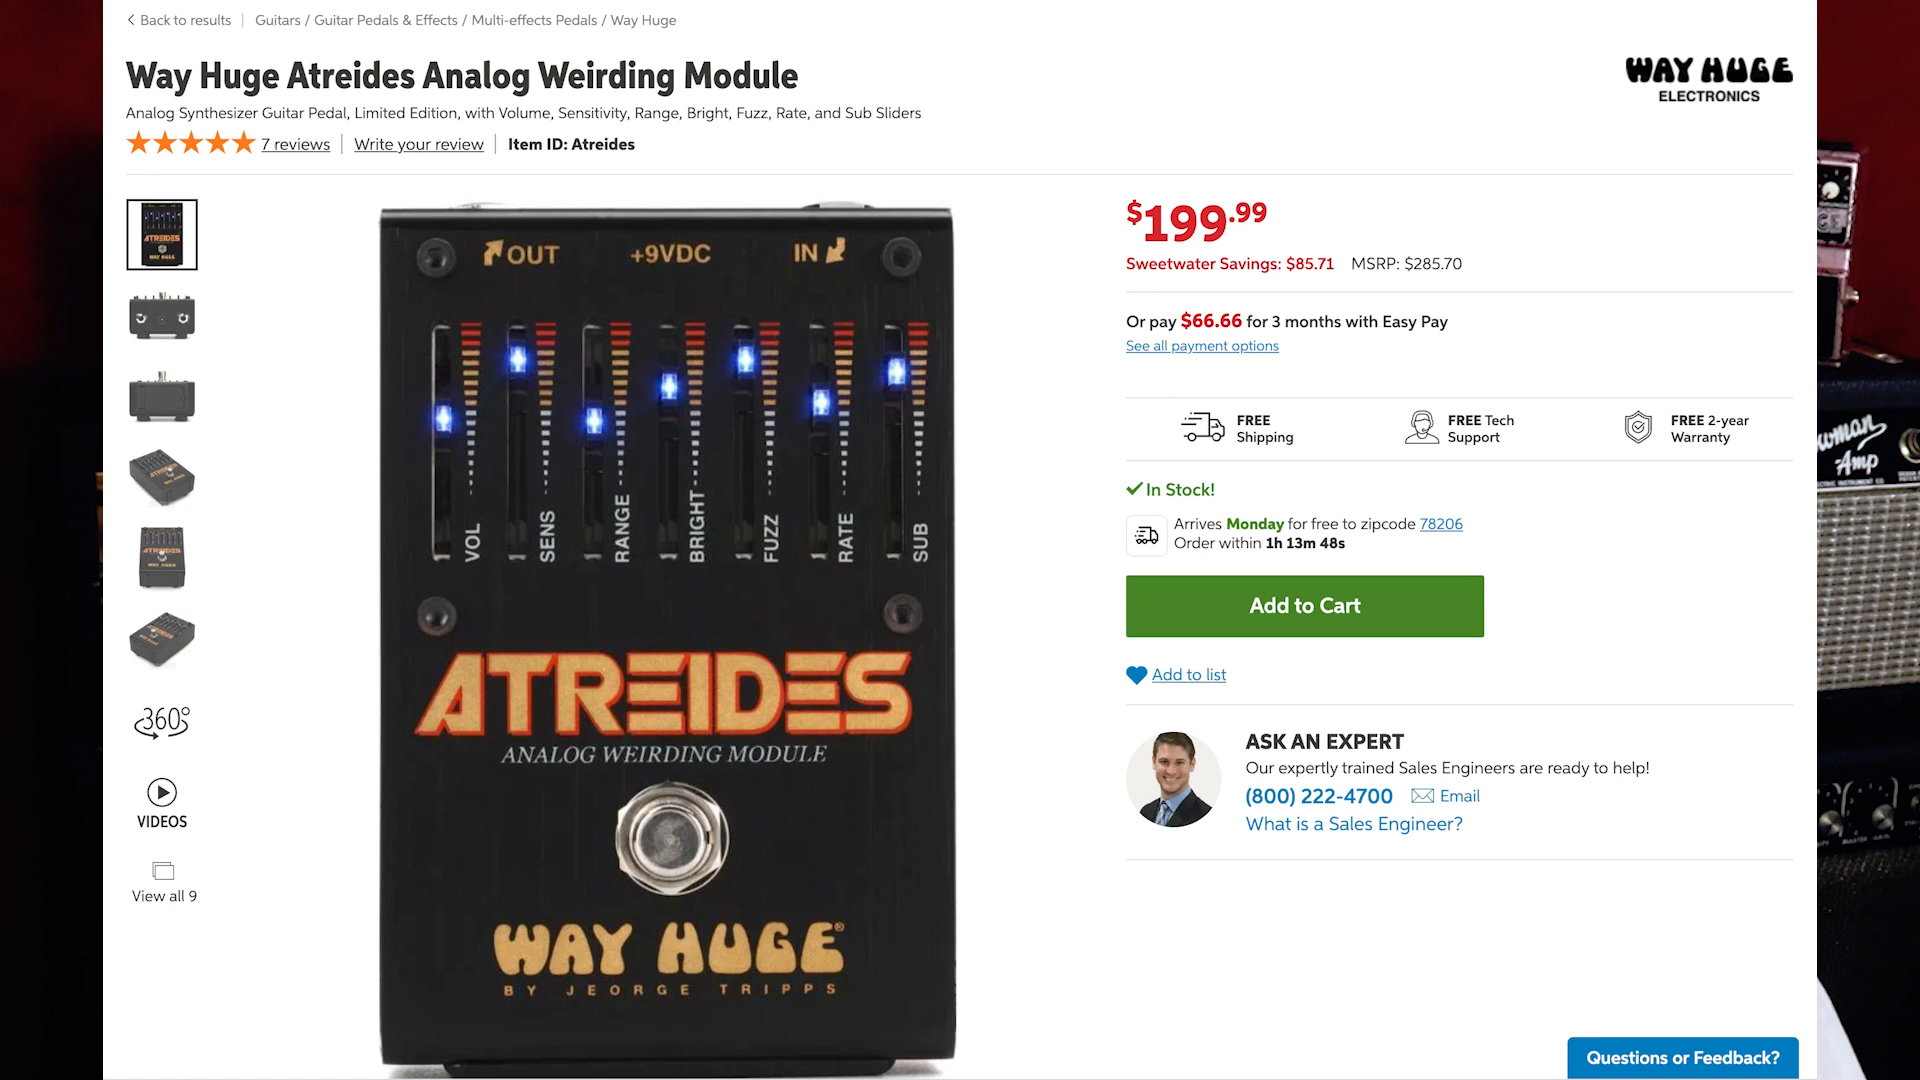 Back to results
Guitars / Guitar Pedals & Effects / Multi-effects Pedals / Way Huge
Way Huge Atreides Analog Weirding Module
Analog Synthesizer Guitar Pedal, Limited Edition, with Volume, Sensitivity, Range, Bright, Fuzz, Rate, and Sub Sliders
7 reviews
Write your review
Item ID: Atreides
WAY HUGE
ELECTRONICS
OUT
+9VDC
IN
VOL
SENS
RANGE
BRIGHT
FUZZ
RATE
SUB
1 1 1 1 1 1 1
ATREIDES
ANALOG WEIRDING MODULE
WAY HUGE®
BY JEORGE TRIPPS
360°
VIDEOS
View all 9
$199.99
Sweetwater Savings: $85.71 MSRP: $285.70
Or pay $66.66 for 3 months with Easy Pay
See all payment options
FREE
Shipping
FREE Tech
Support
FREE 2-year
Warranty
In Stock!
Arrives Monday for free to zipcode 78206
Order within 1h 13m 48s
Add to Cart
Add to list
ASK AN EXPERT
Our expertly trained Sales Engineers are ready to help!
(800) 222-4700 Email
What is a Sales Engineer?
Questions or Feedback?